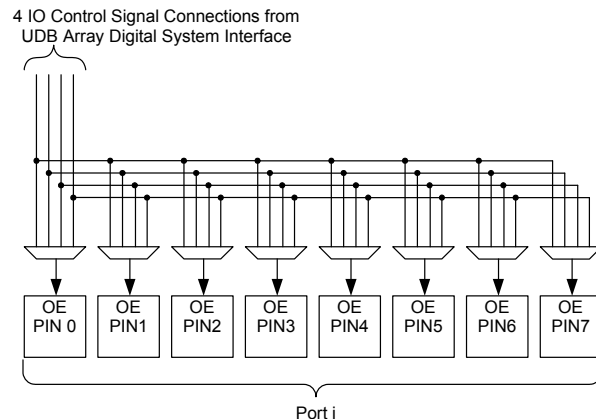 4 IO Control Signal Connections from
UDB Array Digital System Interface
OE
PIN 0
OE
PIN1
OE
PIN2
OE
PIN3
OE
PIN4
OE
PIN5
OE
PIN6
OE
PIN7
Port i